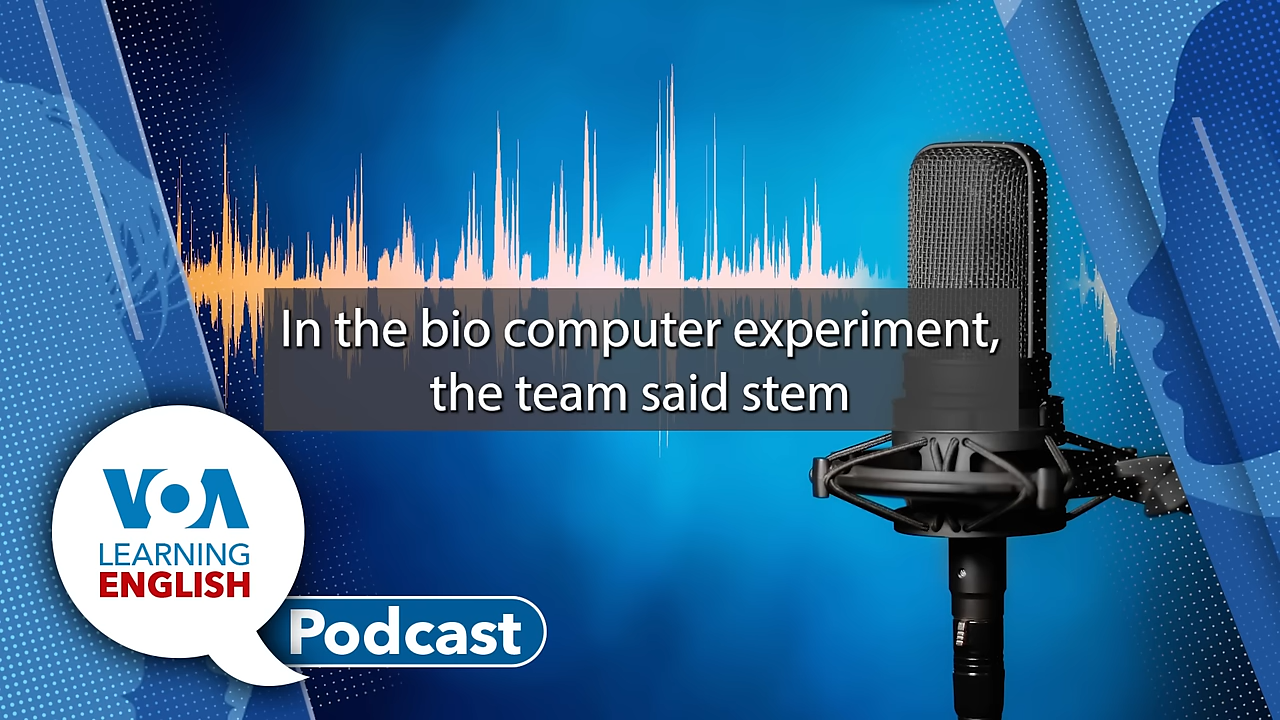 In the bio computer experiment,
the team said stem
VOA
LEARNING
ENGLISH
Podcast